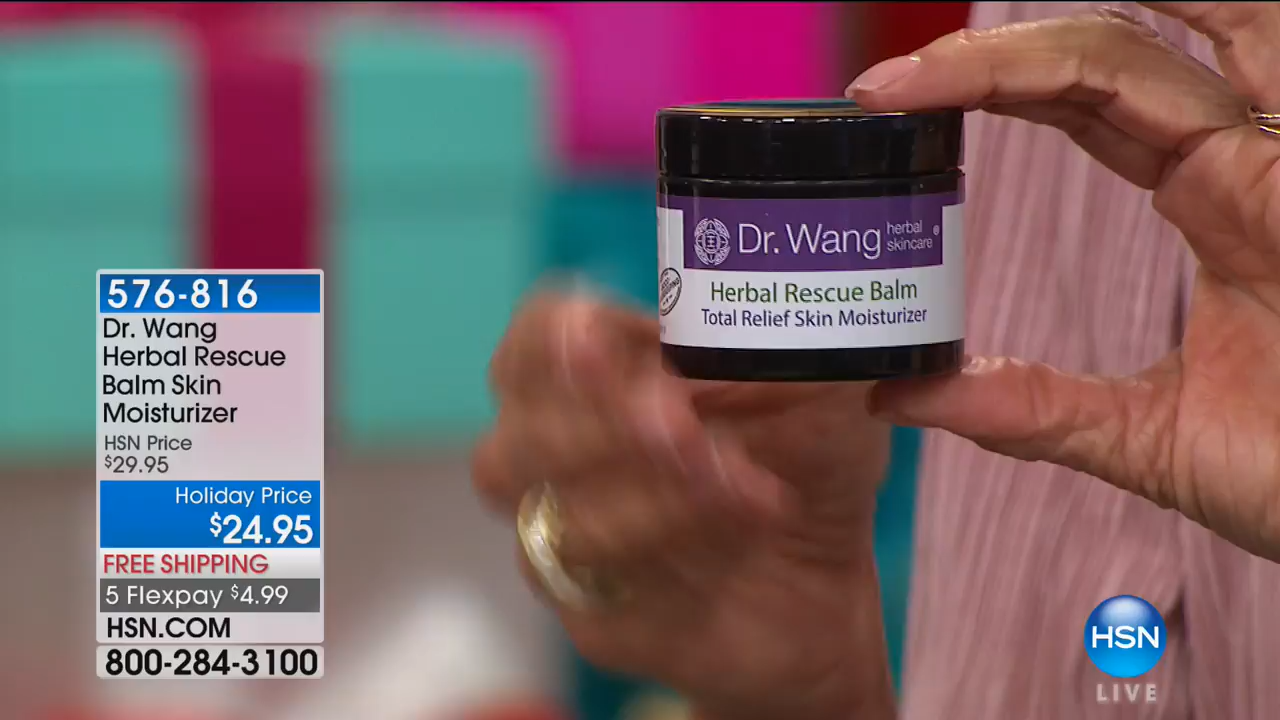 576-816
Dr. Wang
Herbal Rescue
Balm Skin
Moisturizer
HSN Price
$29.95
Holiday Price
$24.95
FREE SHIPPING
5 Flexpay $4.99
HSN.COM
800-284-3100
Dr. Wang herbal skincare®
Herbal Rescue Balm
Total Relief Skin Moisturizer
HSN
LIVE